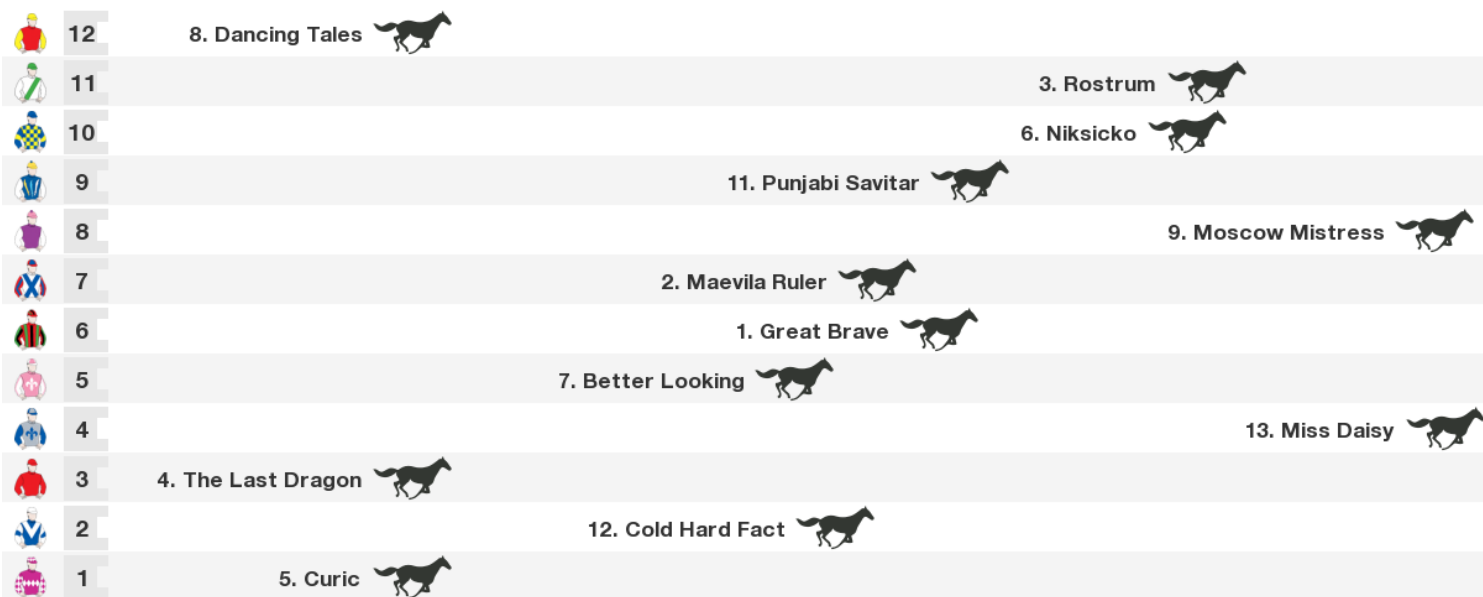 12 8. Dancing Tales
11 3. Rostrum
10 6. Niksicko
9 11. Punjabi Savitar
8 9. Moscow Mistress
7 2. Maevila Ruler
6 1. Great Brave
5 7. Better Looking
4 13. Miss Daisy
3 4. The Last Dragon
2 12. Cold Hard Fact
1 5. Curic